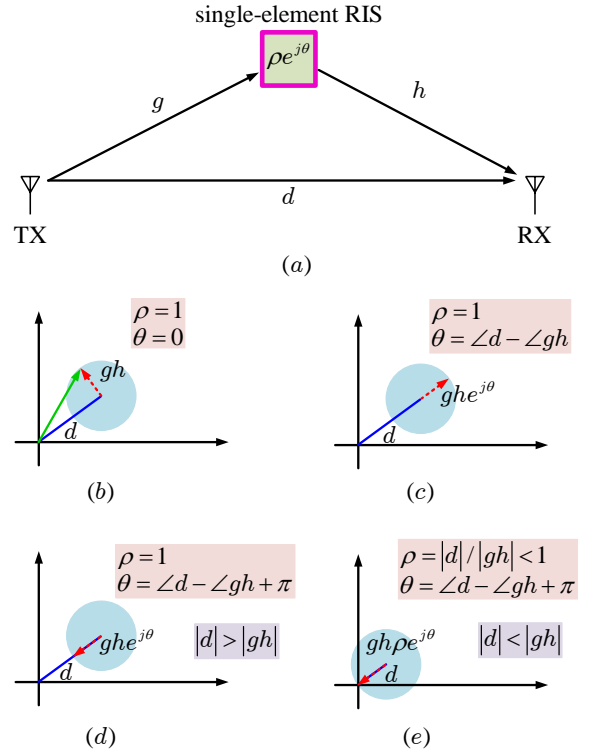 single-element RIS
ρe^{jθ}
g
h
d
TX
RX
(a)
ρ = 1
θ = 0
gh
d
(b)
ρ = 1
θ = ∠d − ∠gh
ghe^{jθ}
d
(c)
ρ = 1
θ = ∠d − ∠gh + π
|d| > |gh|
ghe^{jθ}
d
(d)
ρ = |d| / |gh| < 1
θ = ∠d − ∠gh + π
ghρe^{jθ}
|d| < |gh|
d
(e)